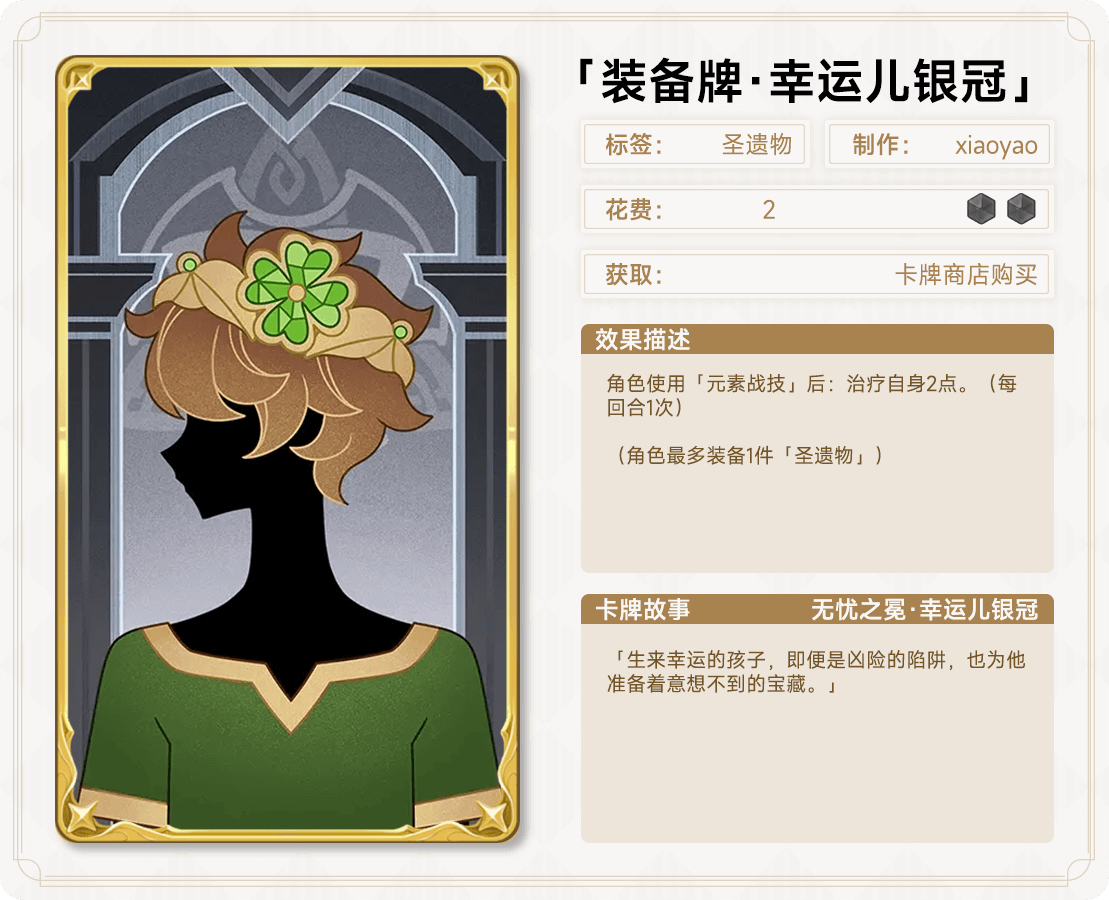 「装备牌·幸运儿银冠」
标签： 圣遗物 制作： xiaoyao
花费： 2
获取： 卡牌商店购买
效果描述
角色使用「元素战技」后：治疗自身2点。（每
回合1次）
（角色最多装备1件「圣遗物」）
卡牌故事 无忧之冕·幸运儿银冠
「生来幸运的孩子，即便是凶险的陷阱，也为他
准备着意想不到的宝藏。」